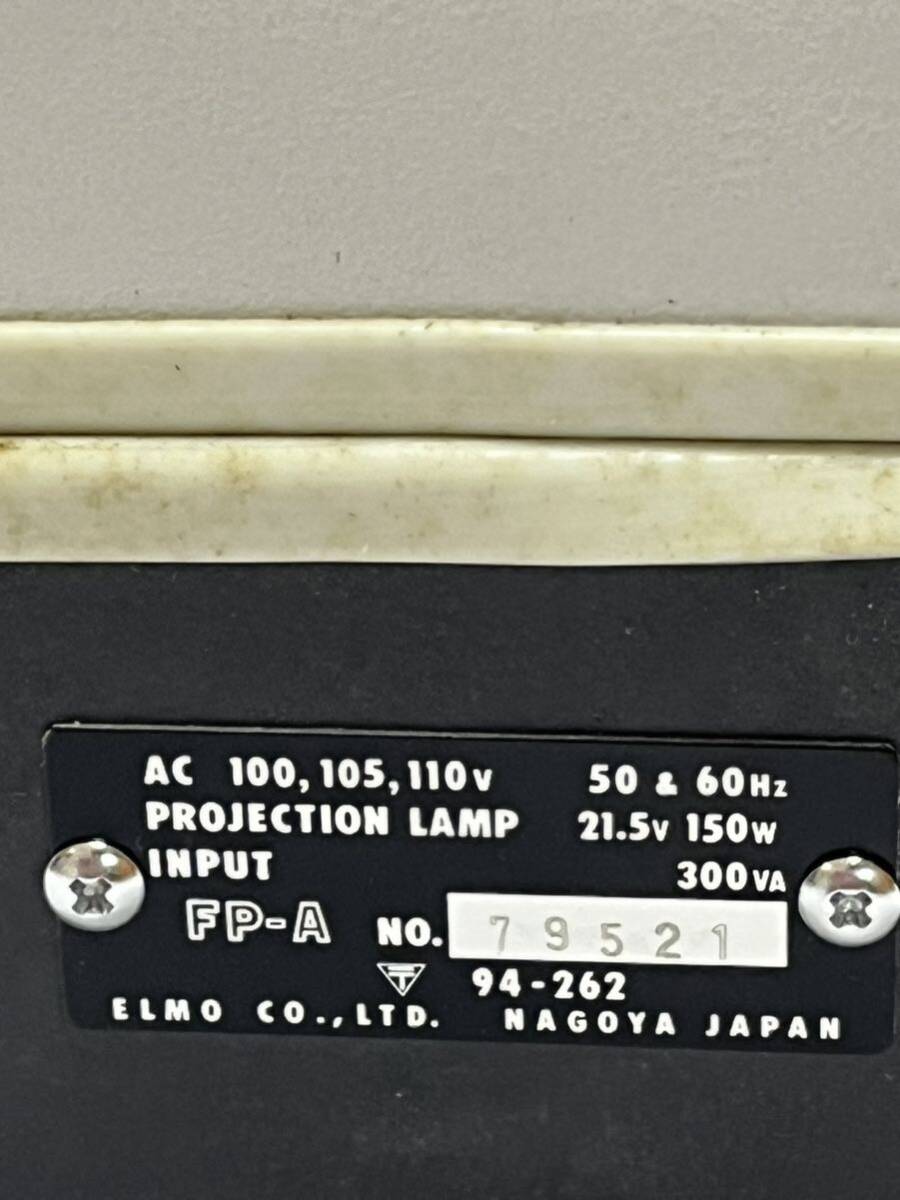 AC 100, 105, 110V 50 & 60Hz
PROJECTION LAMP 21.5V 150W
INPUT 300VA
FP-A NO. 79521
T 94-262
ELMO CO., LTD. NAGOYA JAPAN